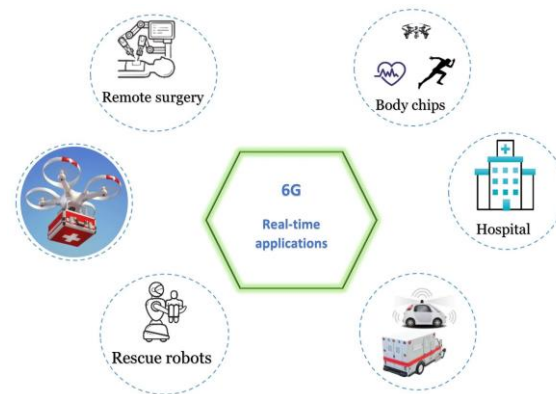 Remote surgery
Body chips
6G
Real-time
applications
Hospital
Rescue robots